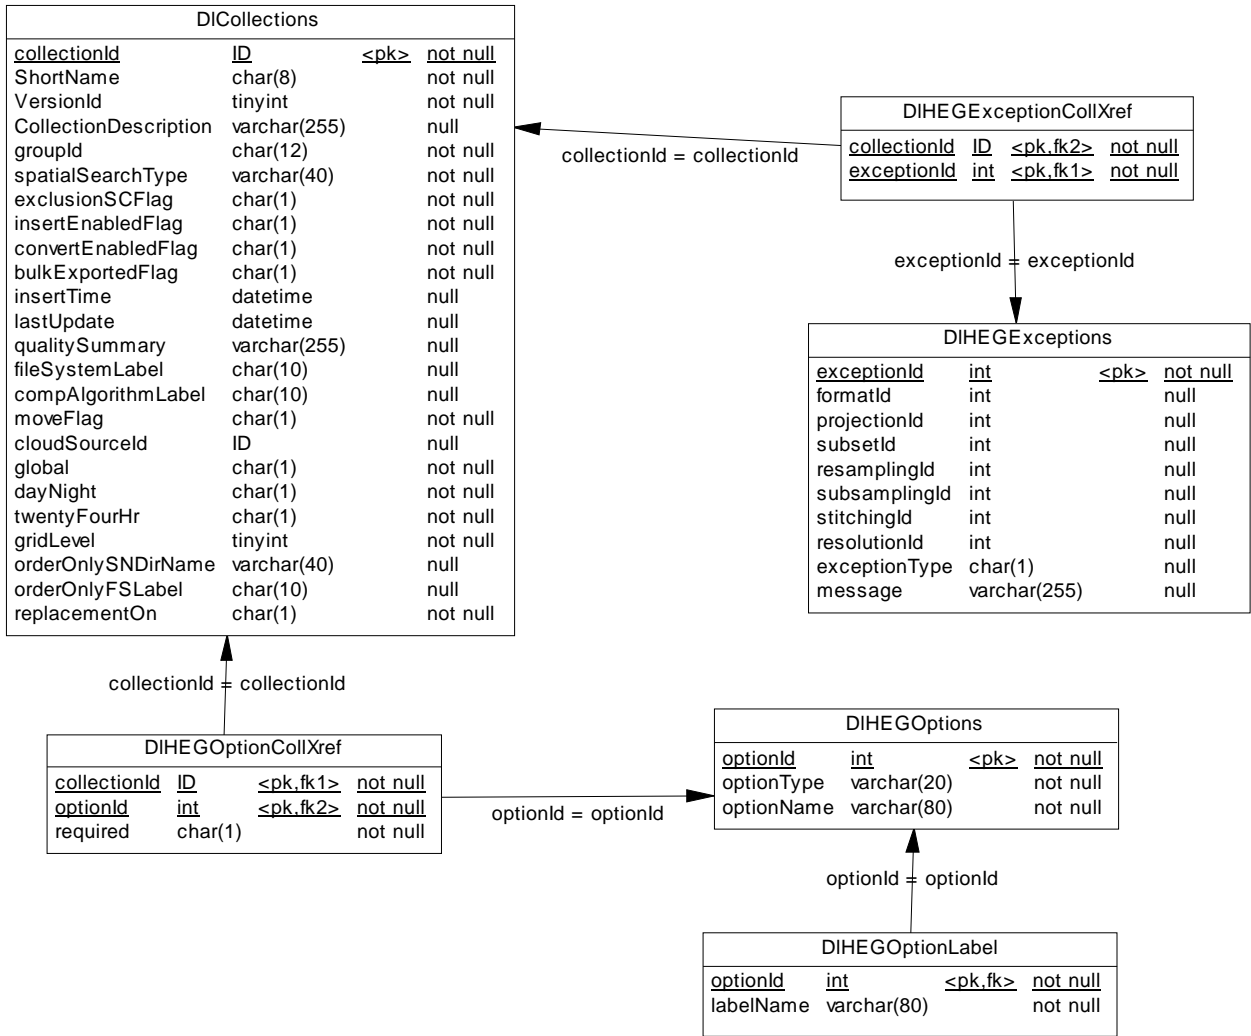 DlCollections
collectionId ID <pk> not null
ShortName char(8) not null
VersionId tinyint not null
CollectionDescription varchar(255) null
groupId char(12) not null
spatialSearchType varchar(40) not null
exclusionSCFlag char(1) not null
insertEnabledFlag char(1) not null
convertEnabledFlag char(1) not null
bulkExportedFlag char(1) not null
insertTime datetime null
lastUpdate datetime null
qualitySummary varchar(255) null
fileSystemLabel char(10) null
compAlgorithmLabel char(10) null
moveFlag char(1) not null
cloudSourceId ID null
global char(1) not null
dayNight char(1) not null
twentyFourHr char(1) not null
gridLevel tinyint not null
orderOnlySNDirName varchar(40) null
orderOnlyFSLabel char(10) null
replacementOn char(1) not null
collectionId = collectionId
DlHEGExceptionCollXref
collectionId ID <pk,fk2> not null
exceptionId int <pk,fk1> not null
exceptionId = exceptionId
DlHEGExceptions
exceptionId int <pk> not null
formatId int null
projectionId int null
subsetId int null
resamplingId int null
subsamplingId int null
stitchingId int null
resolutionId int null
exceptionType char(1) null
message varchar(255) null
collectionId = collectionId
DlHEGOptionCollXref
collectionId ID <pk,fk1> not null
optionId int <pk,fk2> not null
required char(1) not null
optionId = optionId
DlHEGOptions
optionId int <pk> not null
optionType varchar(20) not null
optionName varchar(80) not null
optionId = optionId
DlHEGOptionLabel
optionId int <pk,fk> not null
labelName varchar(80) not null